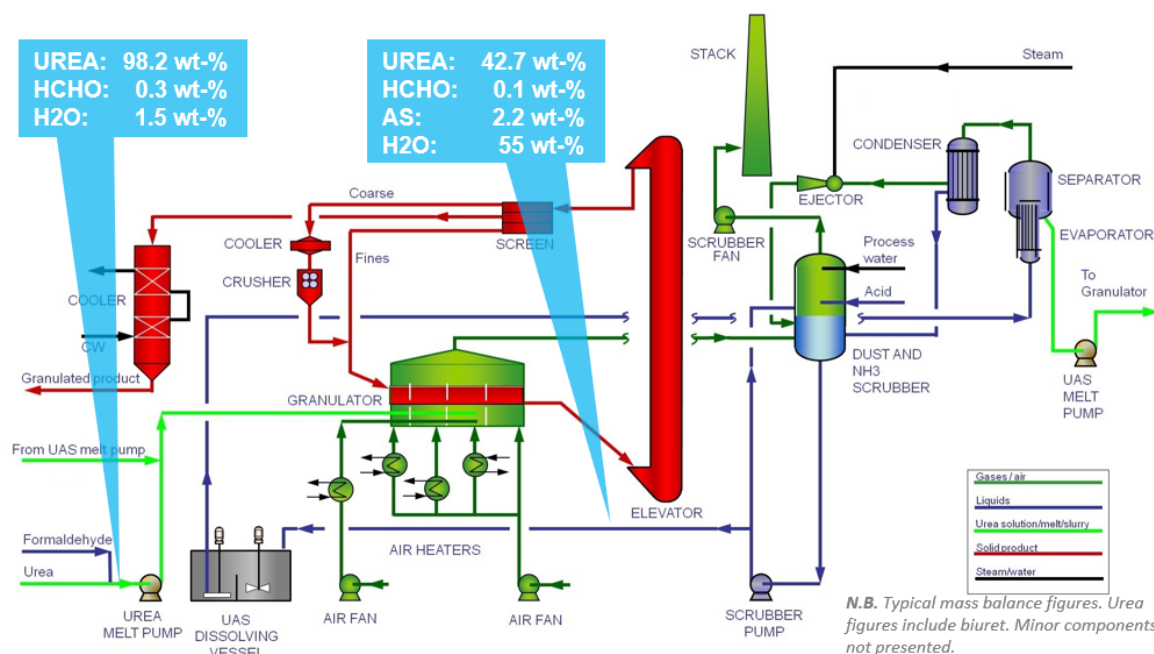 UREA: 98.2 wt-%
HCHO: 0.3 wt-%
H2O: 1.5 wt-%
UREA: 42.7 wt-%
HCHO: 0.1 wt-%
AS: 2.2 wt-%
H2O: 55 wt-%
STACK
Steam
CONDENSER
SEPARATOR
EJECTOR
EVAPORATOR
SCRUBBER
FAN
Process
water
Acid
To
Granulator
Coarse
COOLER
SCREEN
Fines
CRUSHER
COOLER
CW
Granulated product
GRANULATOR
DUST AND
NH3
SCRUBBER
UAS
MELT
PUMP
From UAS melt pump
ELEVATOR
Formaldehyde
Urea
AIR HEATERS
UREA
MELT PUMP
UAS
DISSOLVING
VESSEL
AIR FAN
AIR FAN
SCRUBBER
PUMP
Gases / air
Liquids
Urea solution/melt/slurry
Solid product
Steam/water
N.B. Typical mass balance figures. Urea
figures include biuret. Minor components
not presented.